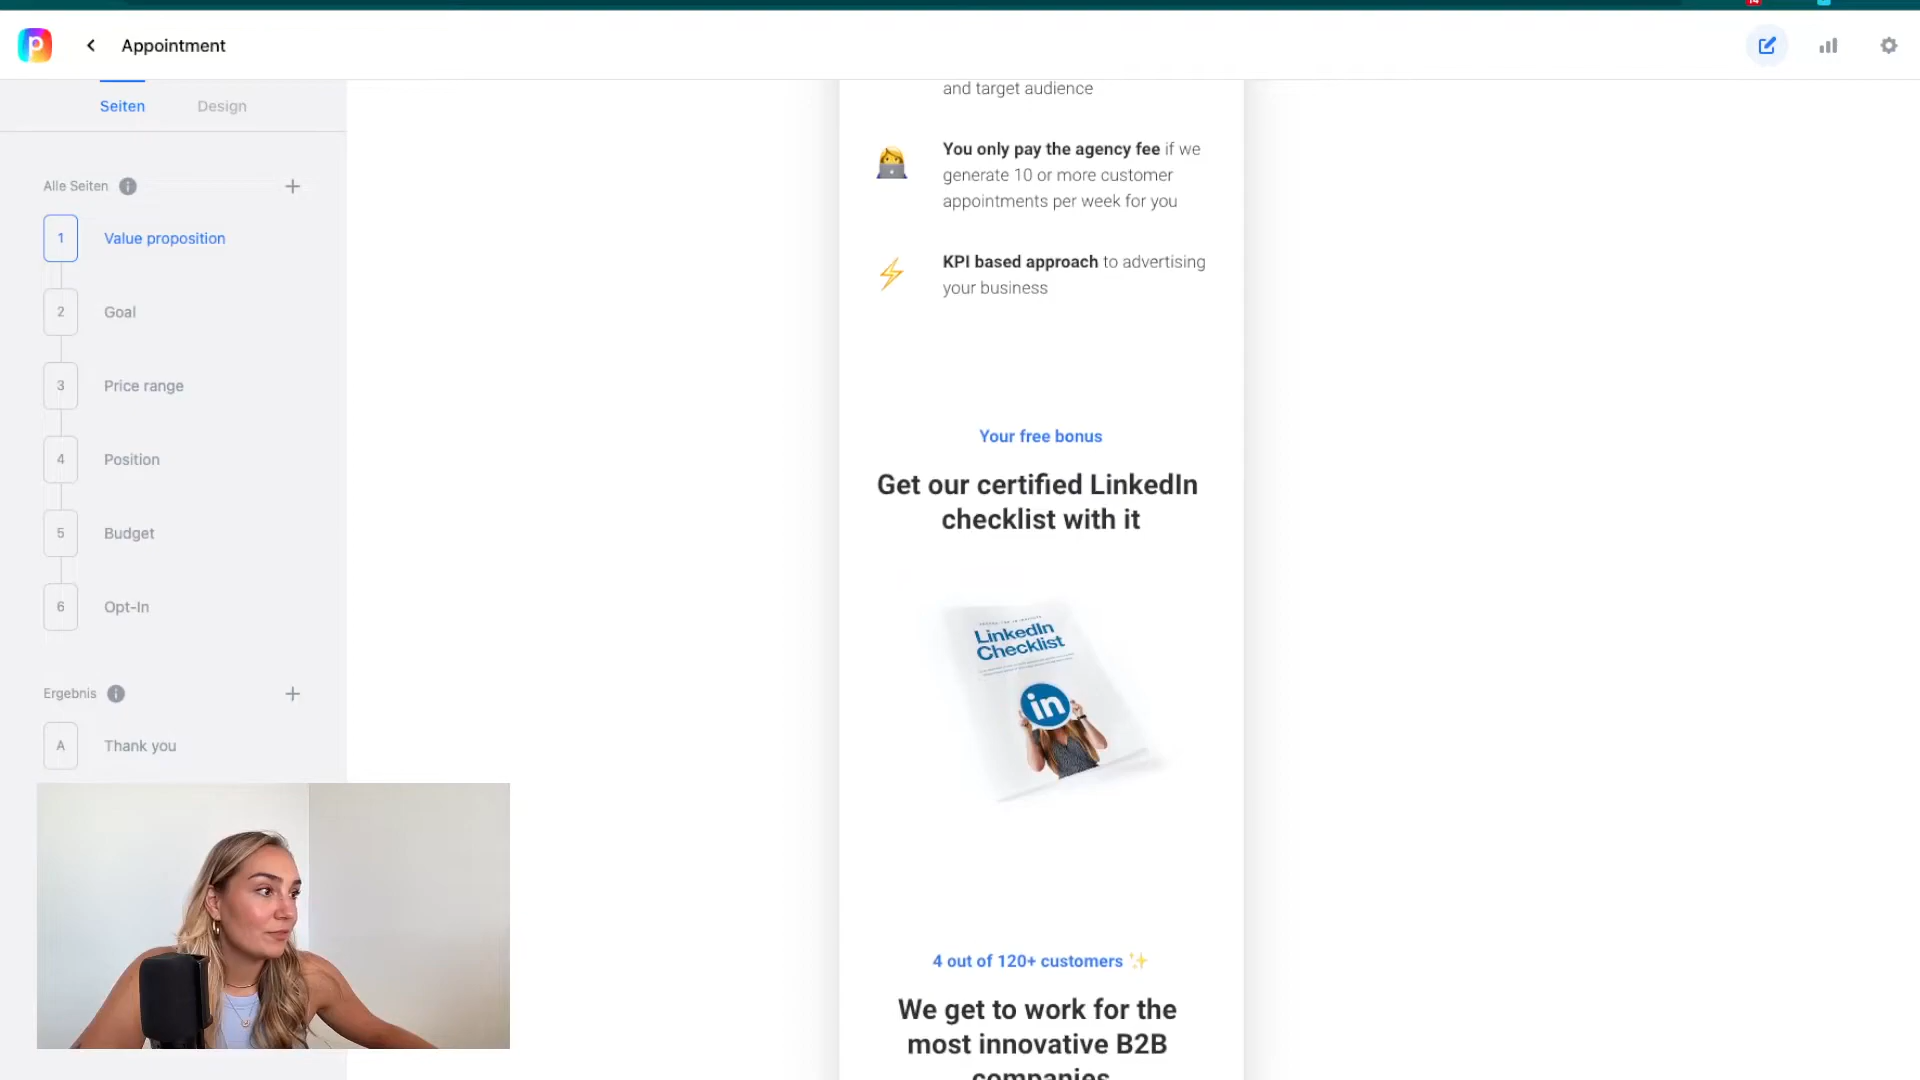 14
p
Appointment
Seiten
Design
Alle Seiten
1
Value proposition
2
Goal
3
Price range
4
Position
5
Budget
6
Opt-In
Ergebnis
A
Thank you
and target audience
You only pay the agency fee if we
generate 10 or more customer
appointments per week for you
KPI based approach to advertising
your business
Your free bonus
Get our certified LinkedIn
checklist with it
LinkedIn
Checklist
in
4 out of 120+ customers ✨
We get to work for the
most innovative B2B
companies